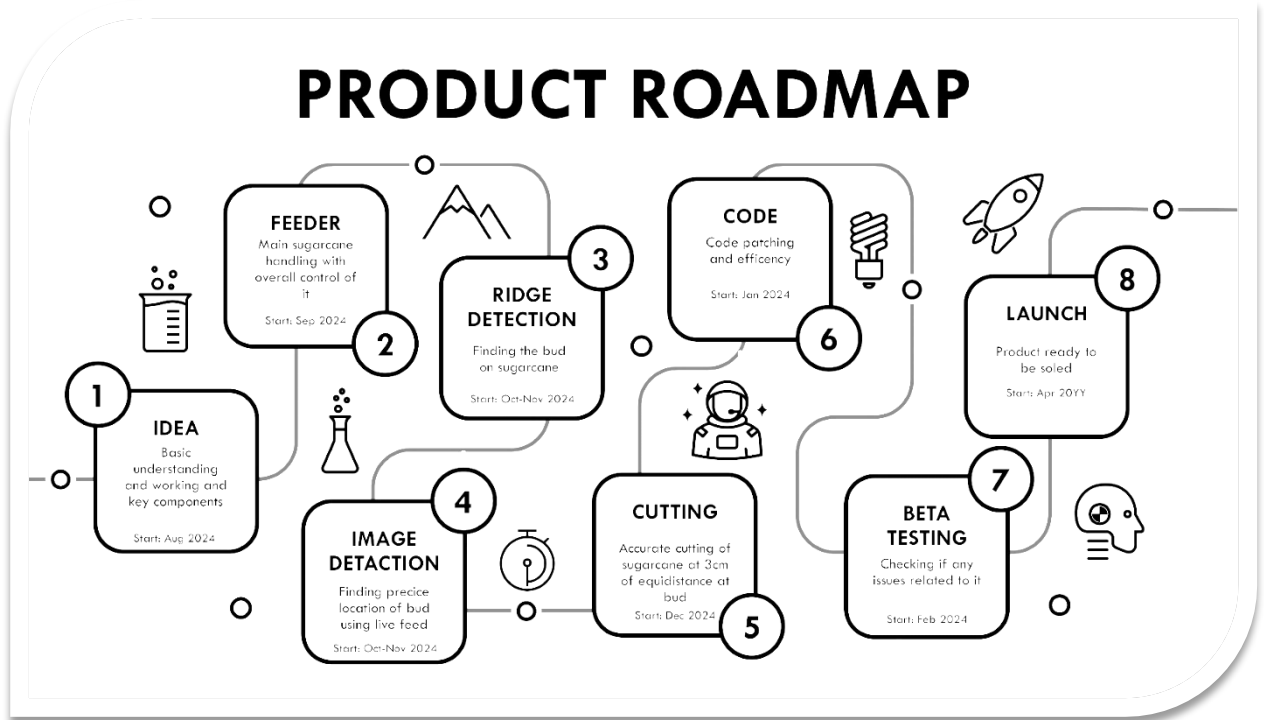 PRODUCT ROADMAP
1
IDEA
Basic
understanding
and working and
key components
Start: Aug 2024
FEEDER
Main sugarcane
handling with
overall control of
it
Start: Sep 2024
2
3
RIDGE
DETECTION
Finding the bud
on sugarcane
Start: Oct-Nov 2024
4
IMAGE
DETACTION
Finding precice
location of bud
using live feed
Start: Oct-Nov 2024
CUTTING
Accurate cutting of
sugarcane at 3cm
of equidistance at
bud
Start: Dec 2024
5
CODE
Code patching
and efficency
Start: Jan 2024
6
7
BETA
TESTING
Checking if any
issues related to it
Start: Feb 2024
8
LAUNCH
Product ready to
be soled
Start: Apr 20YY